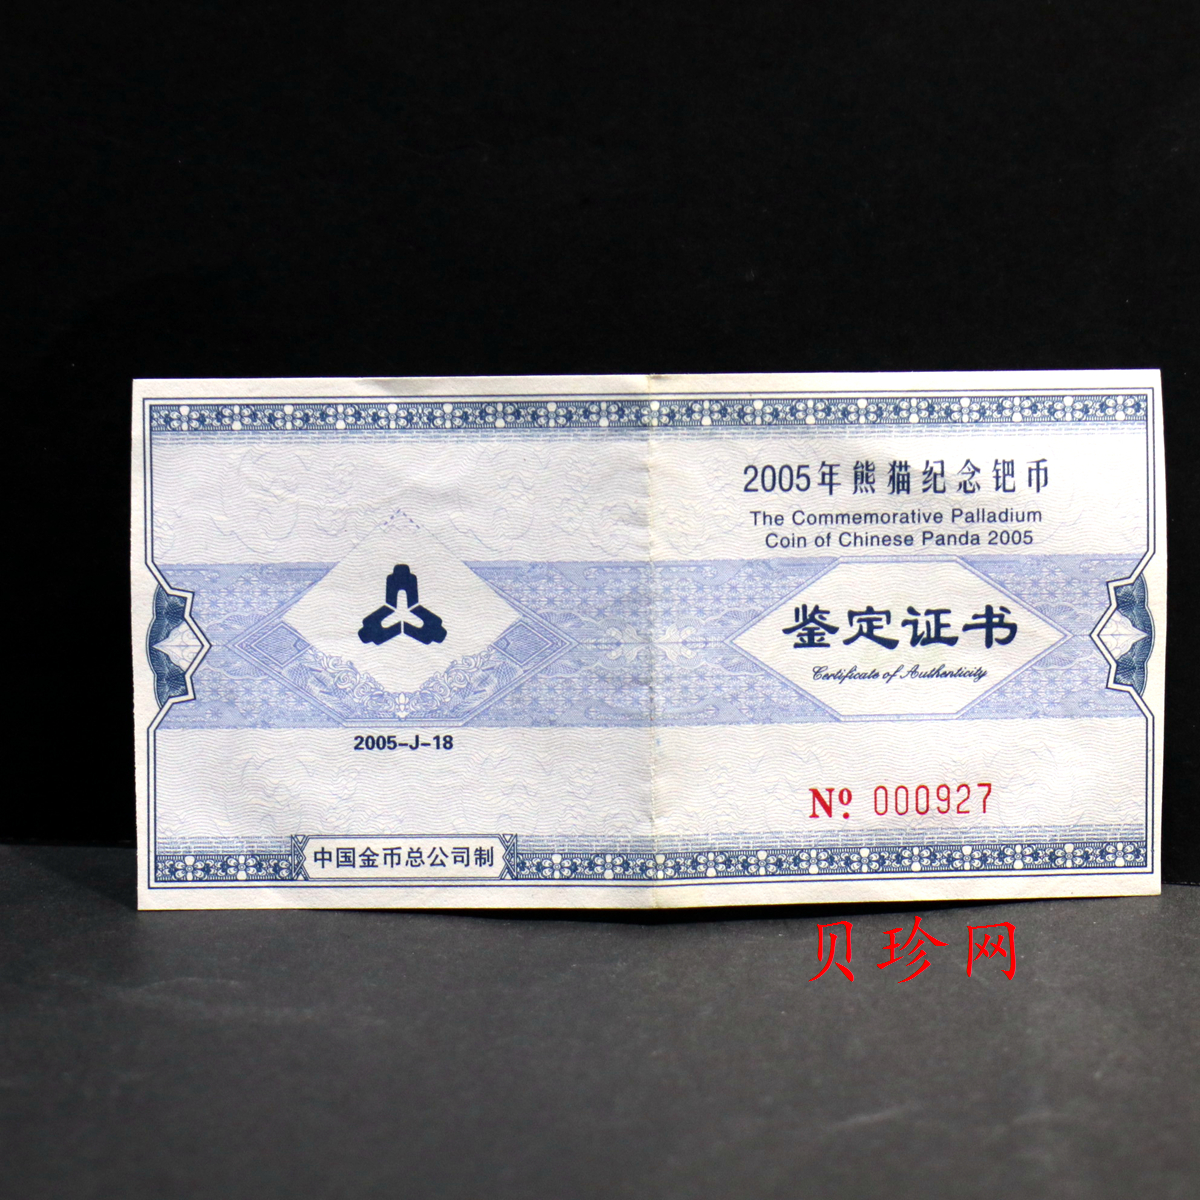 2005-J-18
中国金币总公司制
2005年熊猫纪念钯币
The Commemorative Palladium
Coin of Chinese Panda 2005
鉴定证书
Certificate of Authenticity
Nº. 000927
贝珍网